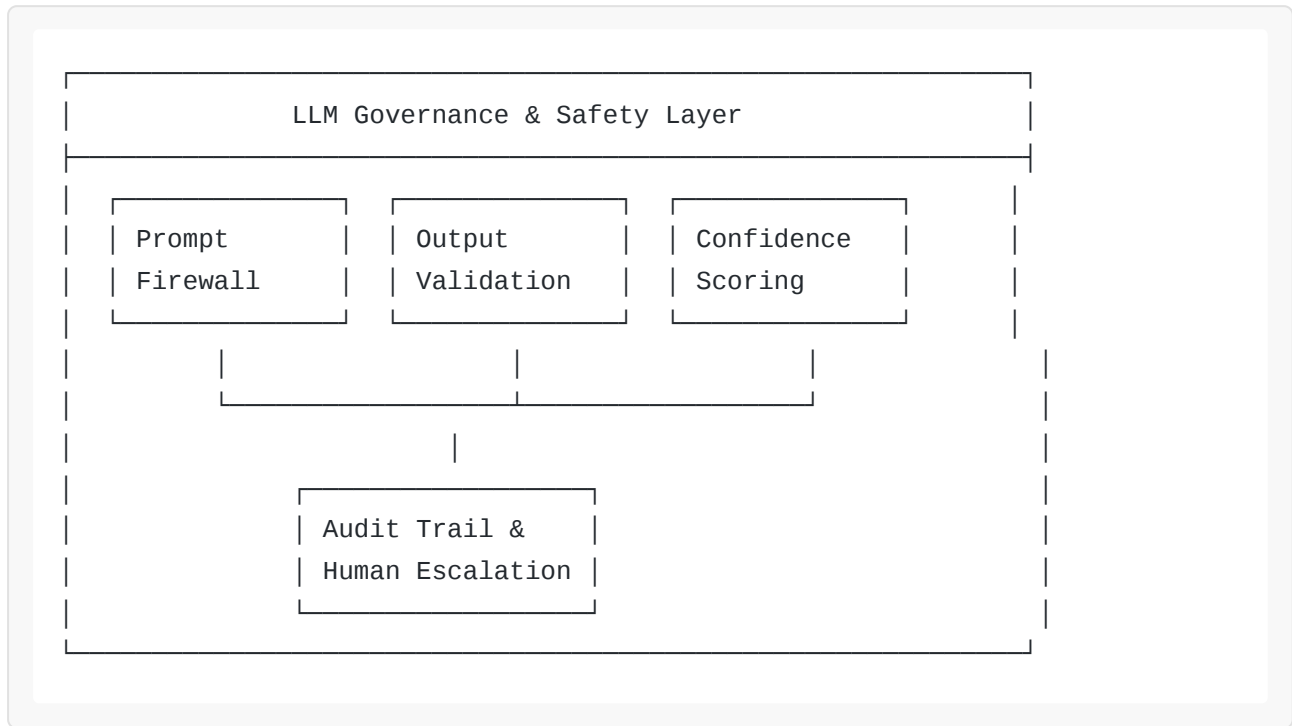 LLM Governance & Safety Layer
Prompt Output Confidence
Firewall Validation Scoring
Audit Trail &
Human Escalation